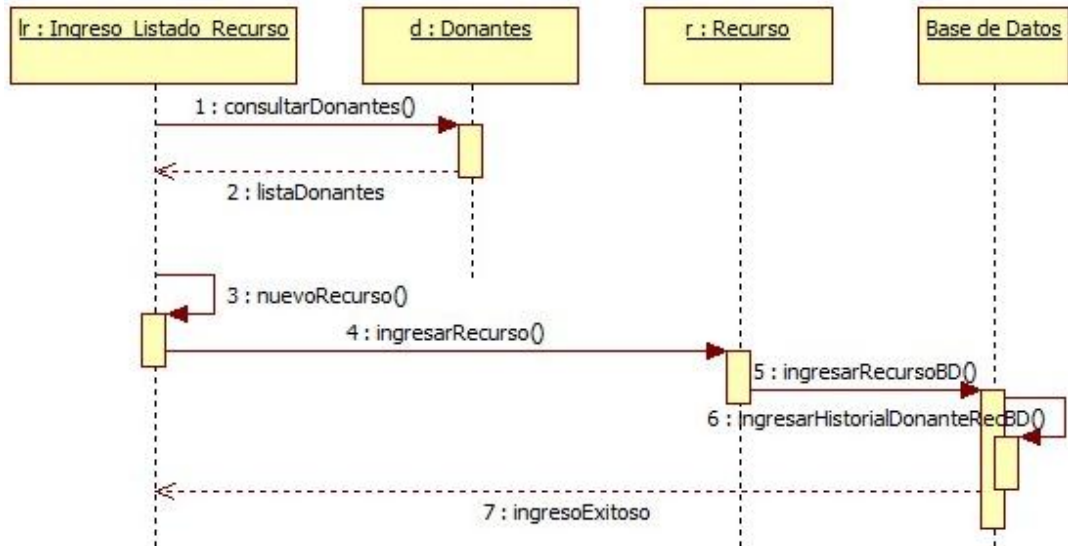 lr : Ingreso_Listado_Recurso
d : Donantes
r : Recurso
Base de Datos
1 : consultarDonantes()
2 : listaDonantes
3 : nuevoRecurso()
4 : ingresarRecurso()
5 : ingresarRecursoBD()
6 : ingresarHistorialDonanteRecBD()
7 : ingresoExitoso